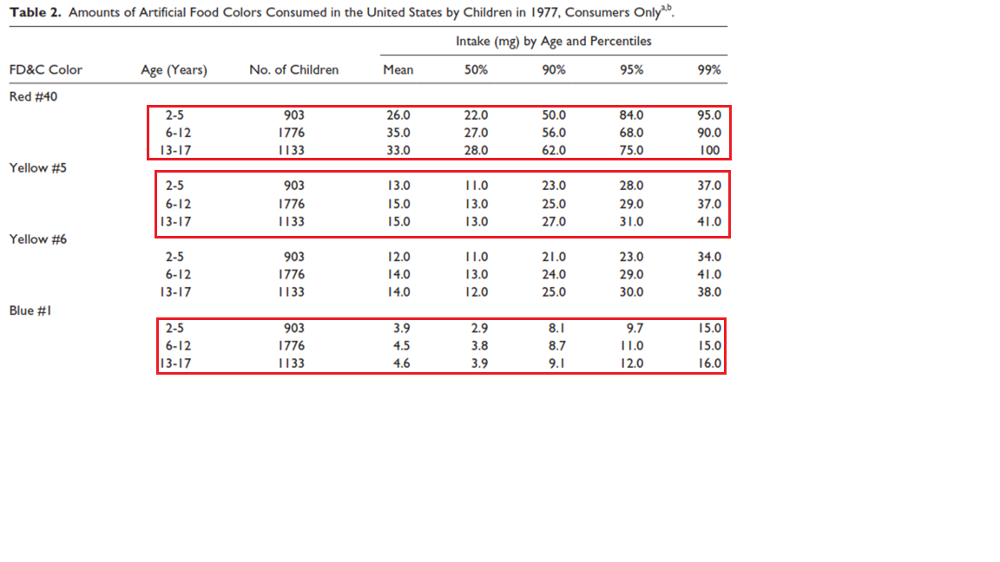 Table 2. Amounts of Artificial Food Colors Consumed in the United States by Children in 1977, Consumers Only^a,b.
Intake (mg) by Age and Percentiles
FD&C Color Age (Years) No. of Children Mean 50% 90% 95% 99%
Red #40
2-5 903 26.0 22.0 50.0 84.0 95.0
6-12 1776 35.0 27.0 56.0 68.0 90.0
13-17 1133 33.0 28.0 62.0 75.0 100
Yellow #5
2-5 903 13.0 11.0 23.0 28.0 37.0
6-12 1776 15.0 13.0 25.0 29.0 37.0
13-17 1133 15.0 13.0 27.0 31.0 41.0
Yellow #6
2-5 903 12.0 11.0 21.0 23.0 34.0
6-12 1776 14.0 13.0 24.0 29.0 41.0
13-17 1133 14.0 12.0 25.0 30.0 38.0
Blue #1
2-5 903 3.9 2.9 8.1 9.7 15.0
6-12 1776 4.5 3.8 8.7 11.0 15.0
13-17 1133 4.6 3.9 9.1 12.0 16.0